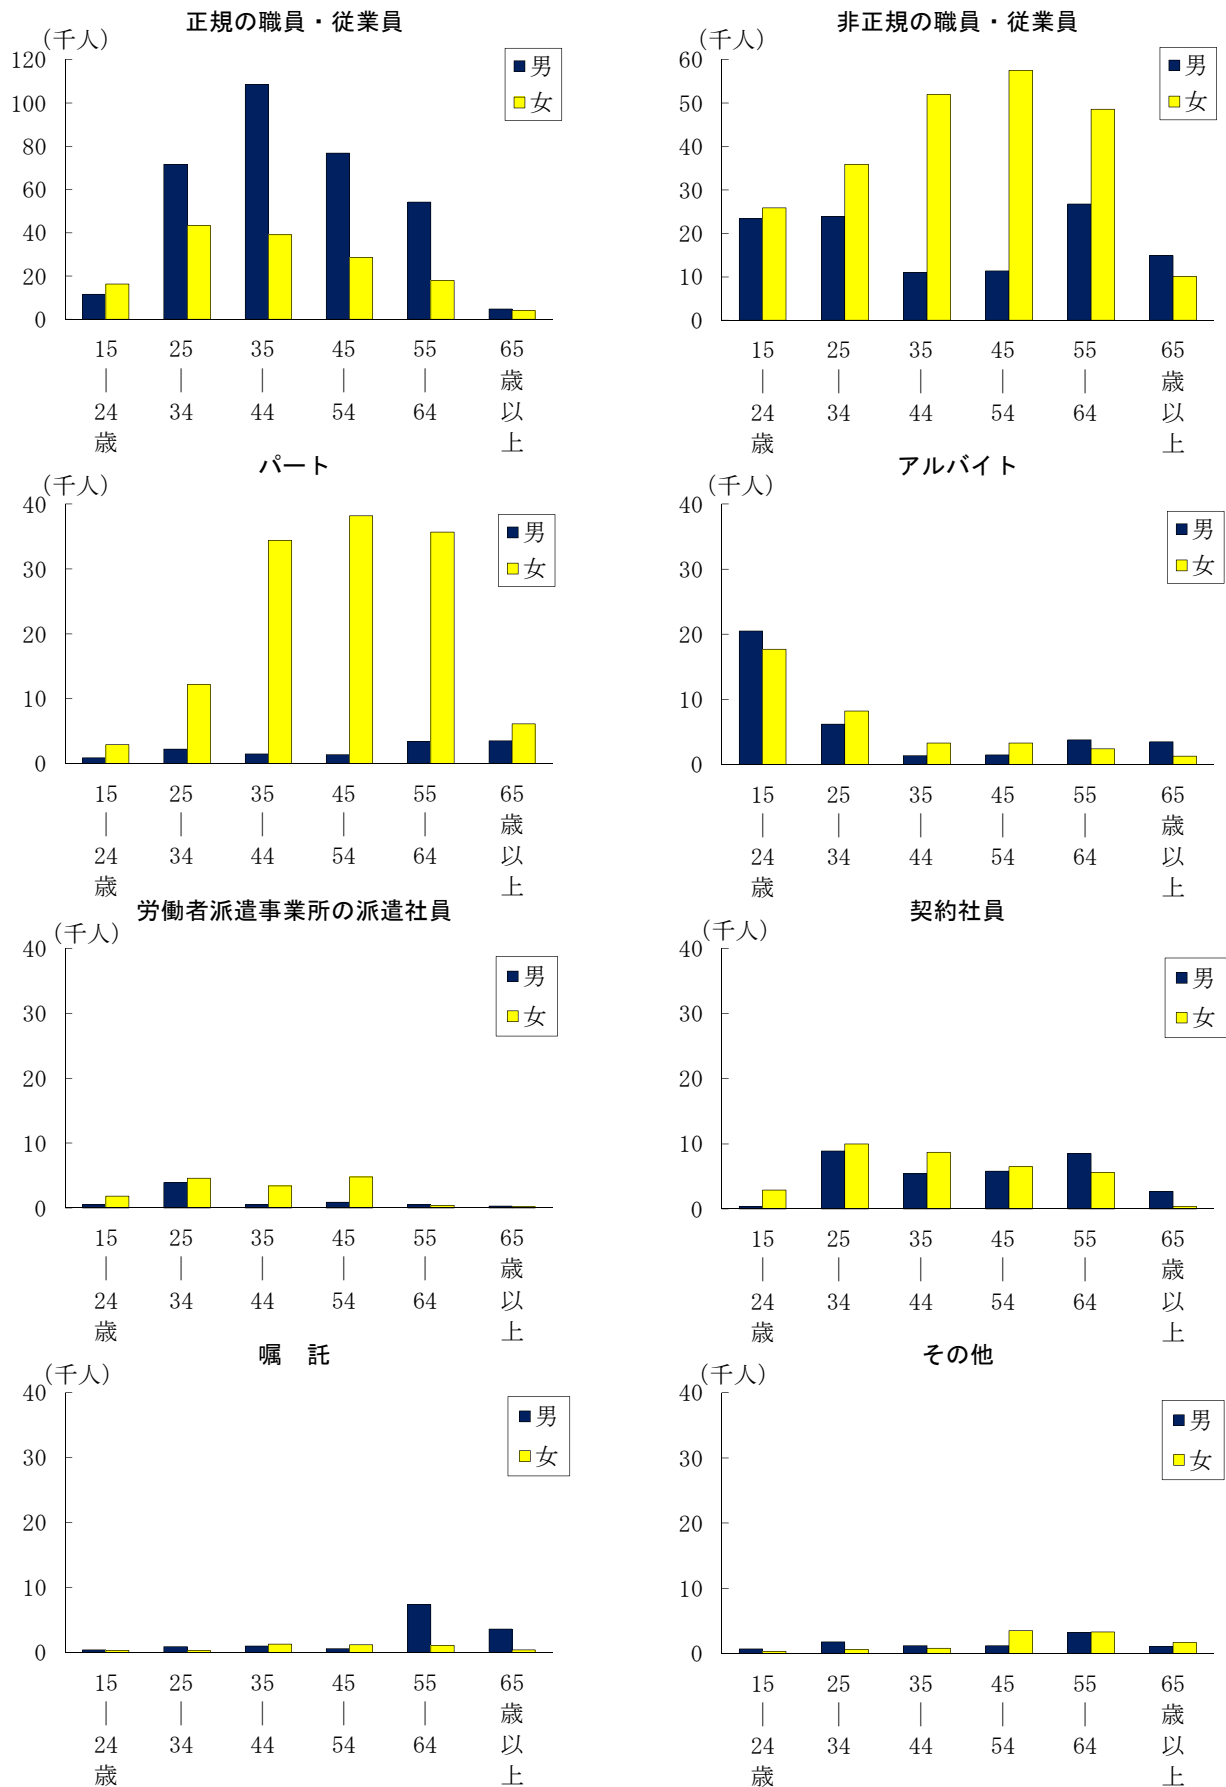 正規の職員・従業員
(千人)
120
100
80
60
40
20
0
男
女
15 25 35 45 55 65
| | | | | 歳
24 34 44 54 64 以
歳 上
非正規の職員・従業員
(千人)
60
50
40
30
20
10
0
男
女
15 25 35 45 55 65
| | | | | 歳
24 34 44 54 64 以
歳 上
パート
(千人)
40
30
20
10
0
男
女
15 25 35 45 55 65
| | | | | 歳
24 34 44 54 64 以
歳 上
アルバイト
(千人)
40
30
20
10
0
男
女
15 25 35 45 55 65
| | | | | 歳
24 34 44 54 64 以
歳 上
労働者派遣事業所の派遣社員
(千人)
40
30
20
10
0
男
女
15 25 35 45 55 65
| | | | | 歳
24 34 44 54 64 以
歳 上
契約社員
(千人)
40
30
20
10
0
男
女
15 25 35 45 55 65
| | | | | 歳
24 34 44 54 64 以
歳 上
嘱 託
(千人)
40
30
20
10
0
男
女
15 25 35 45 55 65
| | | | | 歳
24 34 44 54 64 以
歳 上
その他
(千人)
40
30
20
10
0
男
女
15 25 35 45 55 65
| | | | | 歳
24 34 44 54 64 以
歳 上